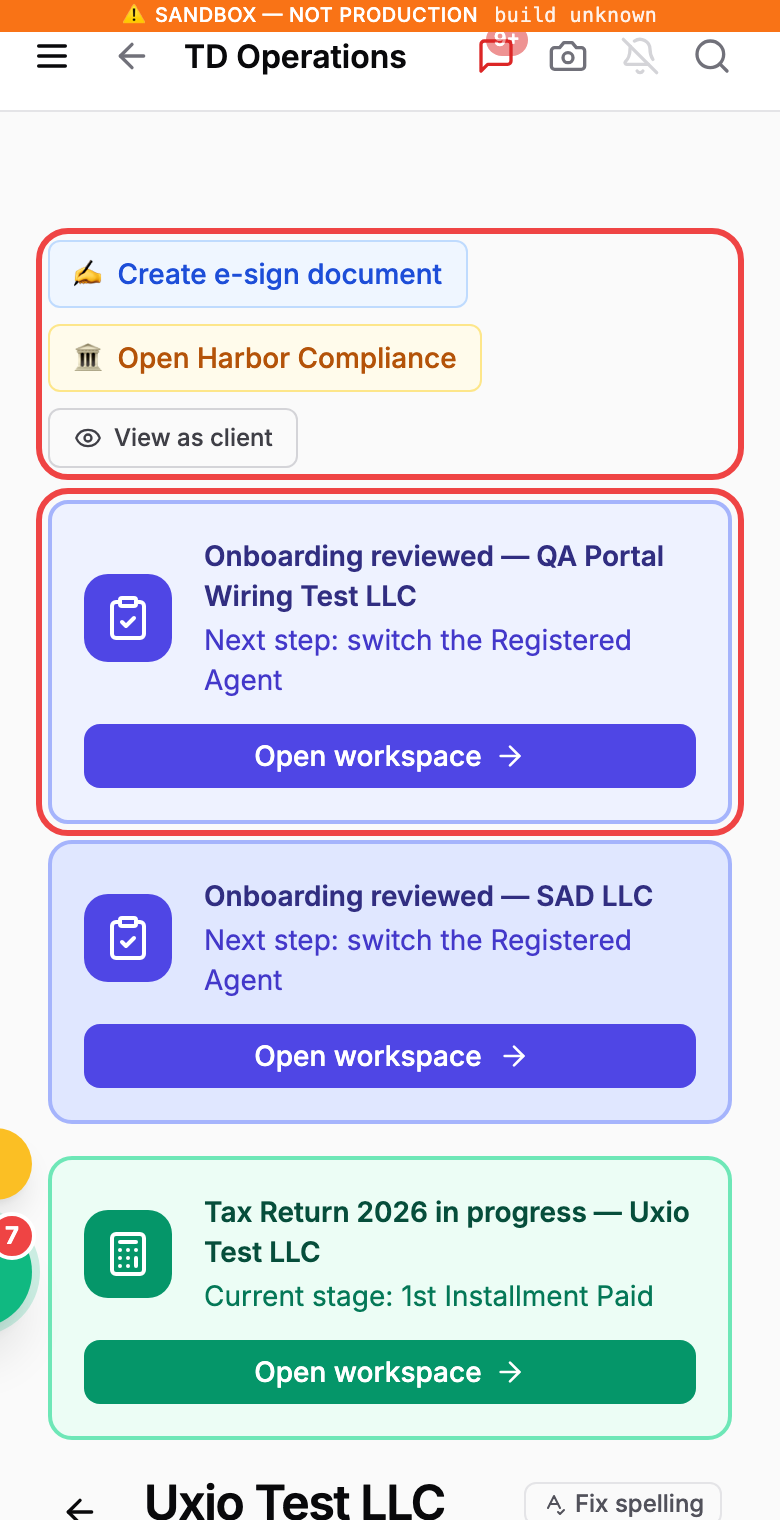 ⚠️ SANDBOX — NOT PRODUCTION build unknown
TD Operations
9+
✍️ Create e-sign document
🏛️ Open Harbor Compliance
View as client
Onboarding reviewed — QA Portal
Wiring Test LLC
Next step: switch the Registered
Agent
Open workspace →
Onboarding reviewed — SAD LLC
Next step: switch the Registered
Agent
Open workspace →
7
Tax Return 2026 in progress — Uxio
Test LLC
Current stage: 1st Installment Paid
Open workspace →
← Uxio Test LLC
Fix spelling